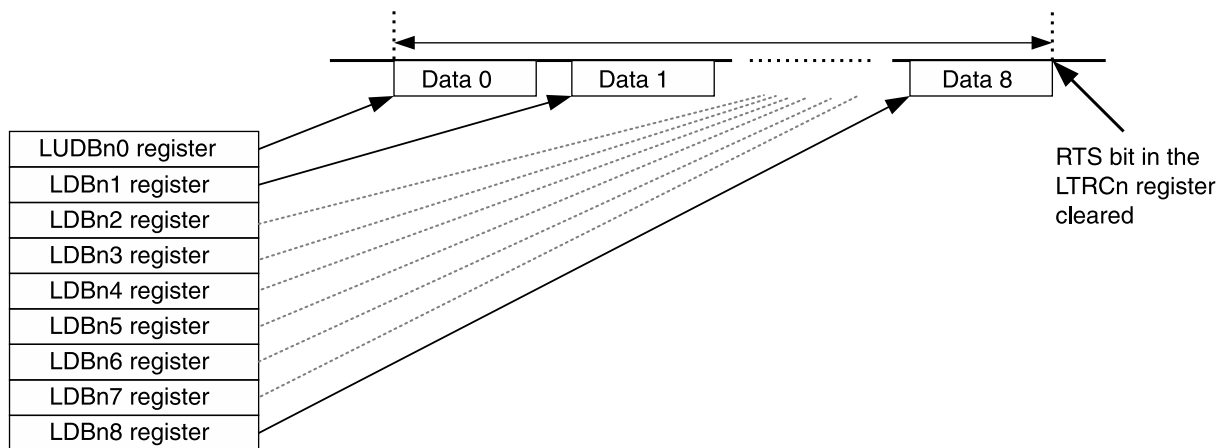 Data 0
Data 1
Data 8
LUDBn0 register
LDBn1 register
LDBn2 register
LDBn3 register
LDBn4 register
LDBn5 register
LDBn6 register
LDBn7 register
LDBn8 register
RTS bit in the
LTRCn register
cleared